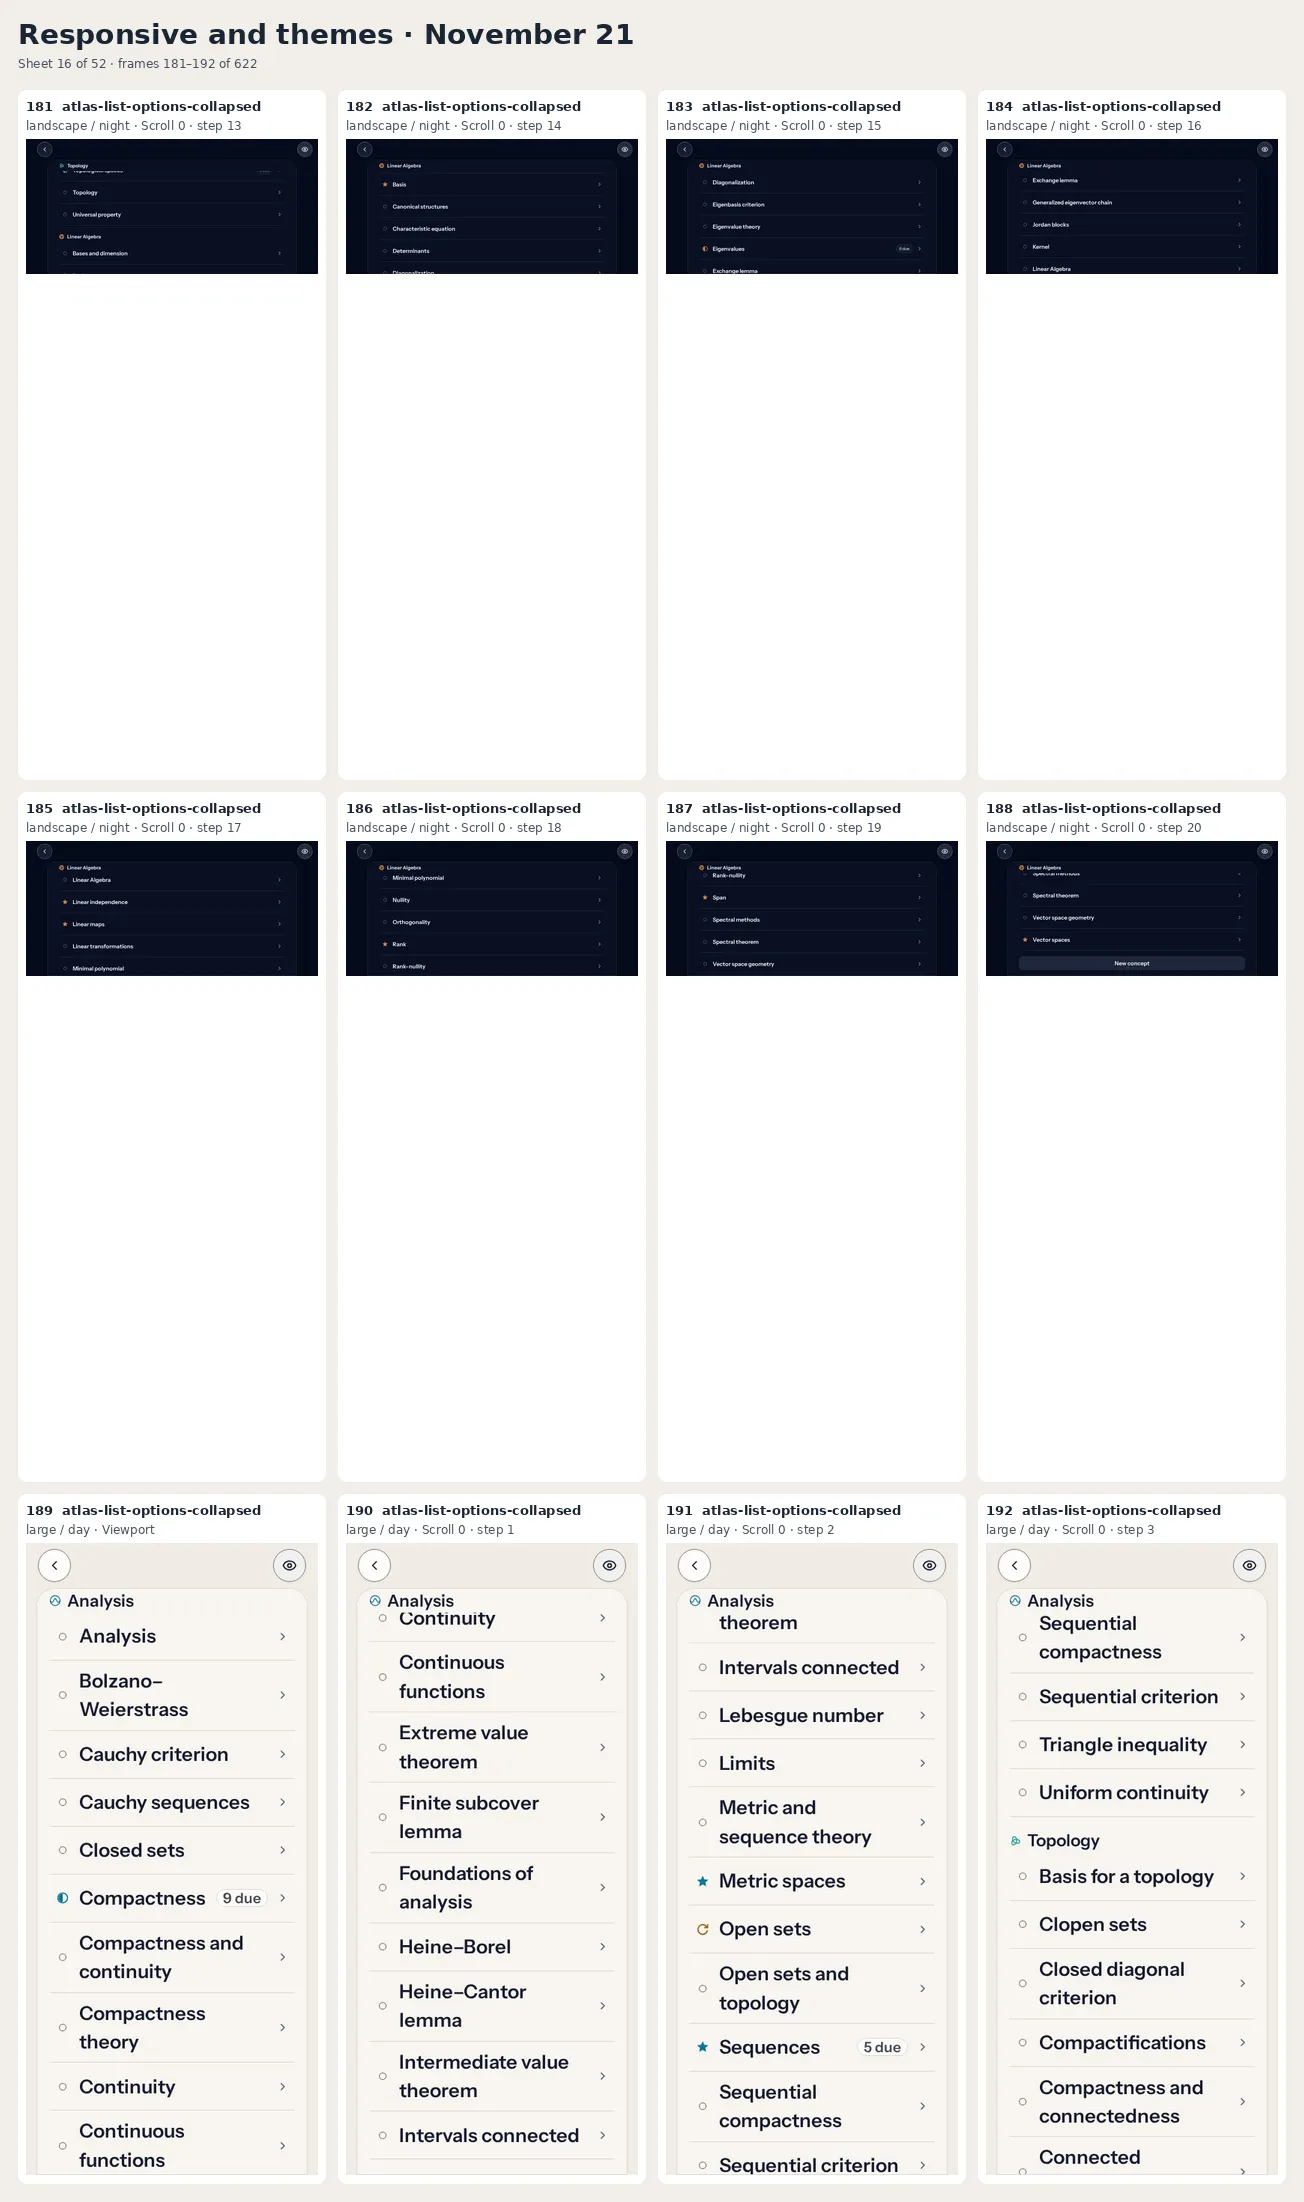 Responsive and themes · November 21
Sheet 16 of 52 · frames 181–192 of 622
181 atlas-list-options-collapsed
landscape / night · Scroll 0 · step 13
Topology
Topology
Universal property
Linear Algebra
Bases and dimension
182 atlas-list-options-collapsed
landscape / night · Scroll 0 · step 14
Linear Algebra
Basis
Canonical structures
Characteristic equation
Determinants
Diagonalization
183 atlas-list-options-collapsed
landscape / night · Scroll 0 · step 15
Linear Algebra
Diagonalization
Eigenbasis criterion
Eigenvalue theory
Eigenvalues
Exchange lemma
184 atlas-list-options-collapsed
landscape / night · Scroll 0 · step 16
Linear Algebra
Exchange lemma
Generalized eigenvector chain
Jordan blocks
Kernel
Linear Algebra
185 atlas-list-options-collapsed
landscape / night · Scroll 0 · step 17
Linear Algebra
Linear Algebra
Linear independence
Linear maps
Linear transformations
Minimal polynomial
186 atlas-list-options-collapsed
landscape / night · Scroll 0 · step 18
Linear Algebra
Minimal polynomial
Nullity
Orthogonality
Rank
Rank-nullity
187 atlas-list-options-collapsed
landscape / night · Scroll 0 · step 19
Linear Algebra
Rank-nullity
Span
Spectral methods
Spectral theorem
Vector space geometry
188 atlas-list-options-collapsed
landscape / night · Scroll 0 · step 20
Linear Algebra
Spectral methods
Spectral theorem
Vector space geometry
Vector spaces
New concept
189 atlas-list-options-collapsed
large / day · Viewport
Analysis
Analysis
Bolzano–
Weierstrass
Cauchy criterion
Cauchy sequences
Closed sets
Compactness 9 due
Compactness and
continuity
Compactness
theory
Continuity
Continuous
functions
190 atlas-list-options-collapsed
large / day · Scroll 0 · step 1
Analysis
Continuity
Continuous
functions
Extreme value
theorem
Finite subcover
lemma
Foundations of
analysis
Heine–Borel
Heine–Cantor
lemma
Intermediate value
theorem
Intervals connected
191 atlas-list-options-collapsed
large / day · Scroll 0 · step 2
Analysis
theorem
Intervals connected
Lebesgue number
Limits
Metric and
sequence theory
Metric spaces
Open sets
Open sets and
topology
Sequences 5 due
Sequential
compactness
Sequential criterion
192 atlas-list-options-collapsed
large / day · Scroll 0 · step 3
Analysis
Sequential
compactness
Sequential criterion
Triangle inequality
Uniform continuity
Topology
Basis for a topology
Clopen sets
Closed diagonal
criterion
Compactifications
Compactness and
connectedness
Connected